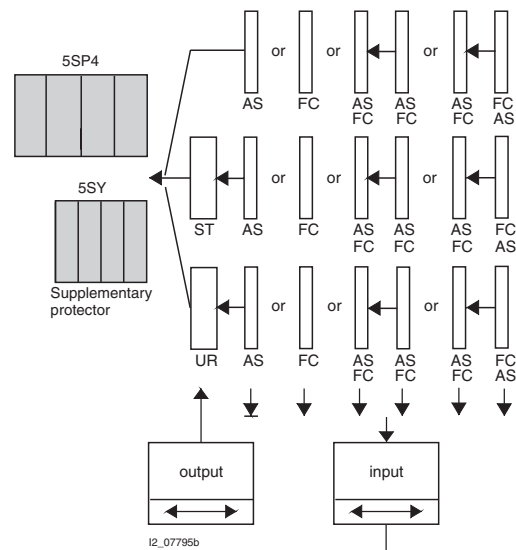 5SP4
or or or
AS FC AS AS AS FC
FC FC FC AS
5SY
or or or
ST AS FC AS AS AS FC
FC FC FC AS
Supplementary
protector
or or or
UR AS FC AS AS AS FC
FC FC FC AS
output input
I2_07795b